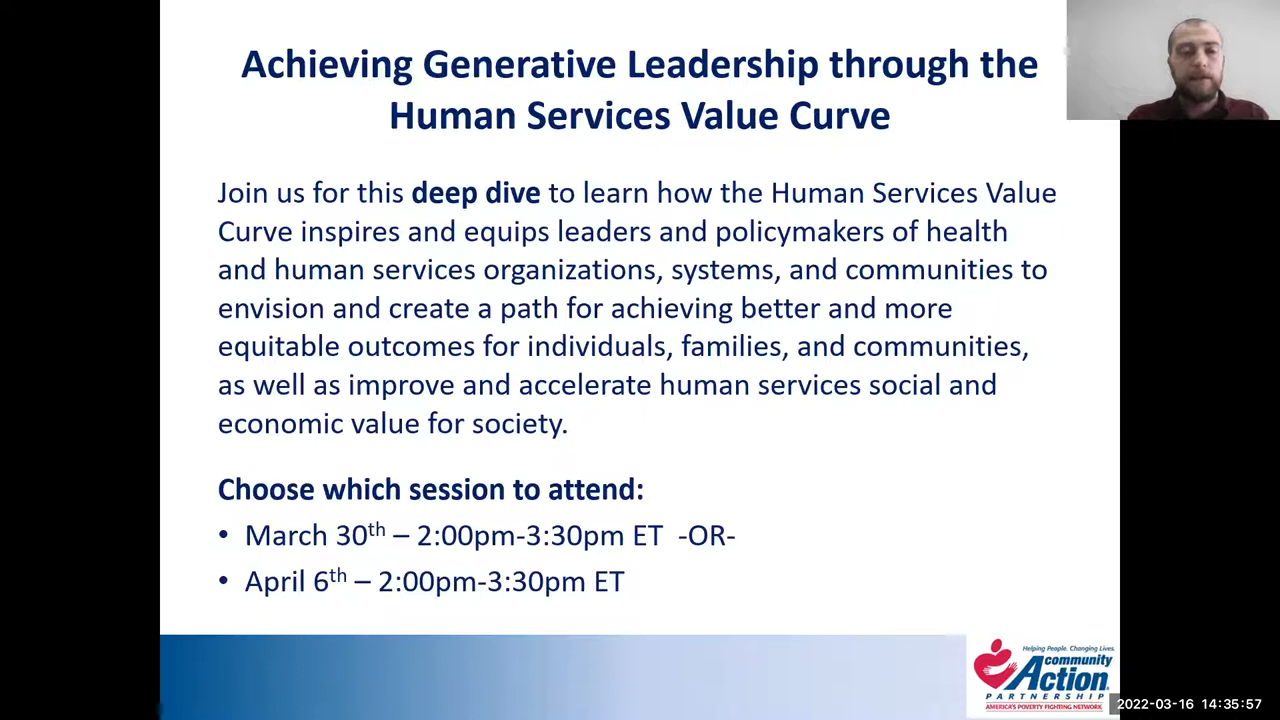 Achieving Generative Leadership through the
Human Services Value Curve
Join us for this deep dive to learn how the Human Services Value
Curve inspires and equips leaders and policymakers of health
and human services organizations, systems, and communities to
envision and create a path for achieving better and more
equitable outcomes for individuals, families, and communities,
as well as improve and accelerate human services social and
economic value for society.
Choose which session to attend:
• March 30th – 2:00pm-3:30pm ET -OR-
• April 6th – 2:00pm-3:30pm ET
Helping People. Changing Lives.
community
Action
PARTNERSHIP
AMERICA'S POVERTY FIGHTING NETWORK
2022-03-16 14:35:57